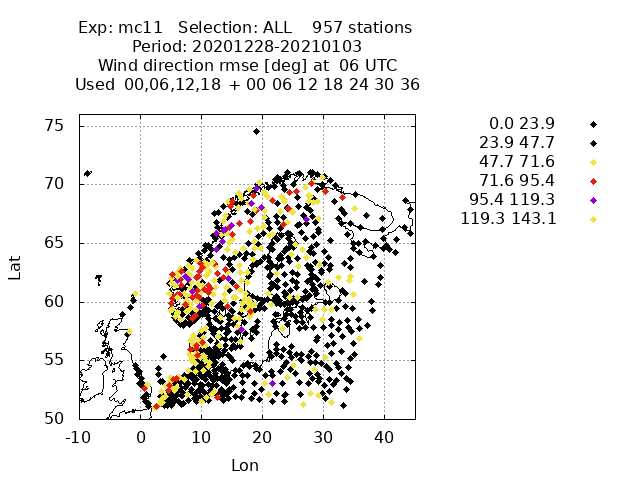 Exp: mc11 Selection: ALL 957 stations
Period: 20201228-20210103
Wind direction rmse [deg] at 06 UTC
Used 00,06,12,18 + 00 06 12 18 24 30 36
0.0 23.9
23.9 47.7
47.7 71.6
71.6 95.4
95.4 119.3
119.3 143.1
75
70
65
60
55
50
Lat
-10 0 10 20 30 40
Lon